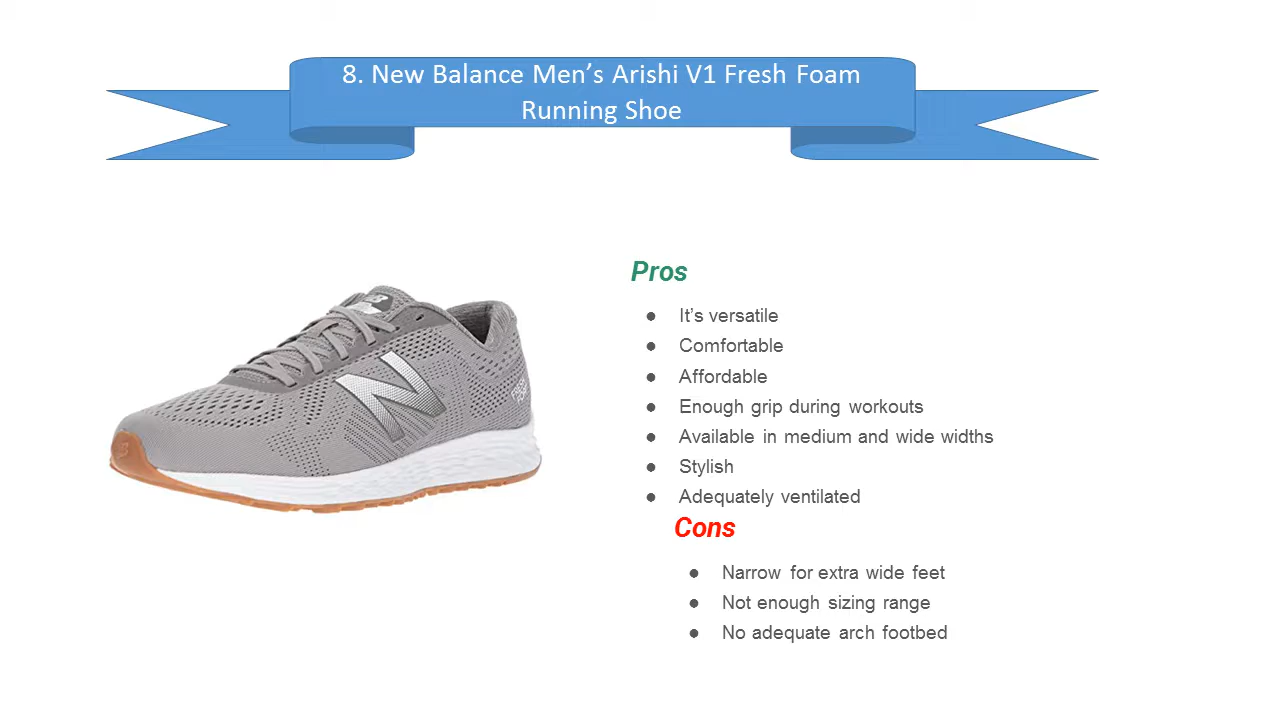 8. New Balance Men’s Arishi V1 Fresh Foam
Running Shoe
Pros
● It’s versatile
● Comfortable
● Affordable
● Enough grip during workouts
● Available in medium and wide widths
● Stylish
● Adequately ventilated
Cons
● Narrow for extra wide feet
● Not enough sizing range
● No adequate arch footbed
NB
N